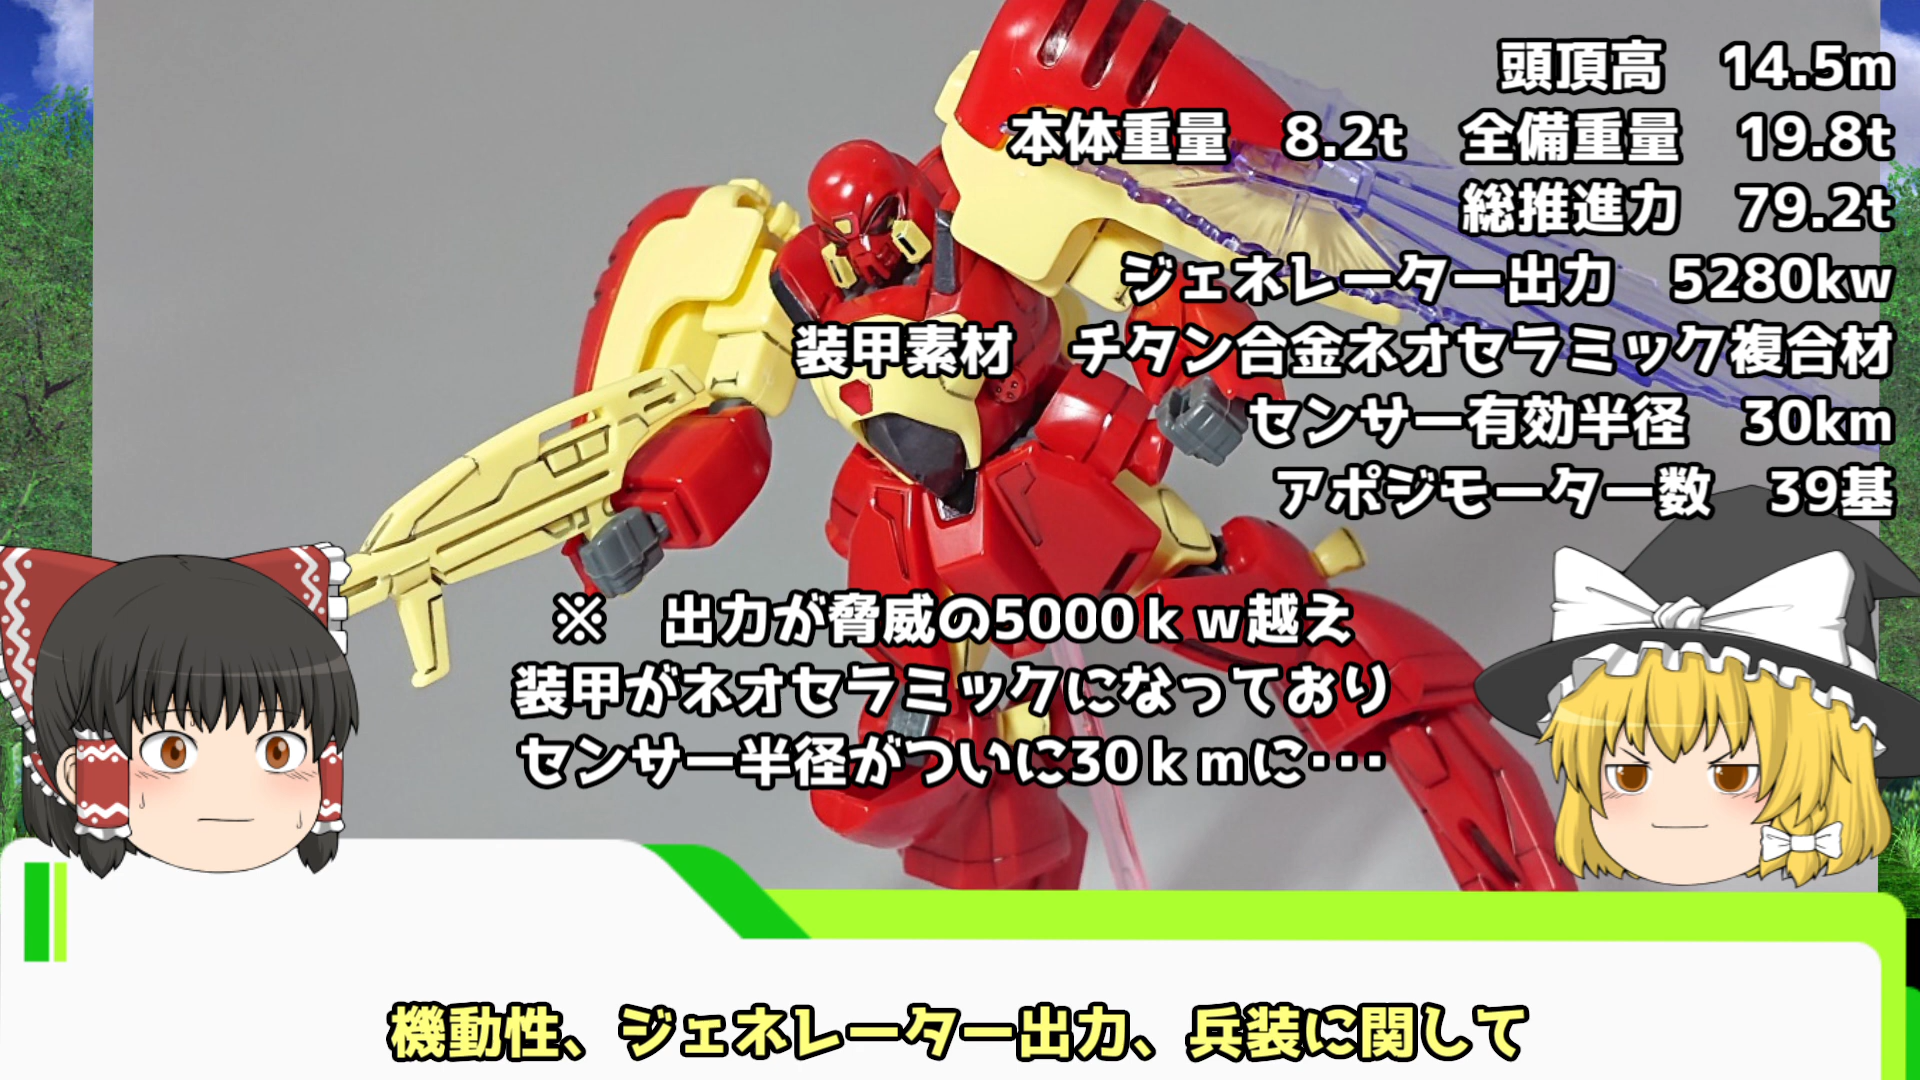 頭頂高　14.5m
本体重量　8.2t　全備重量　19.8t
総推進力　79.2t
ジェネレーター出力　5280kw
装甲素材　チタン合金ネオセラミック複合材
センサー有効半径　30km
アポジモーター数　39基
※　出力が脅威の5000ｋｗ越え
装甲がネオセラミックになっており
センサー半径がついに30ｋｍに･･･
機動性、ジェネレーター出力、兵装に関して